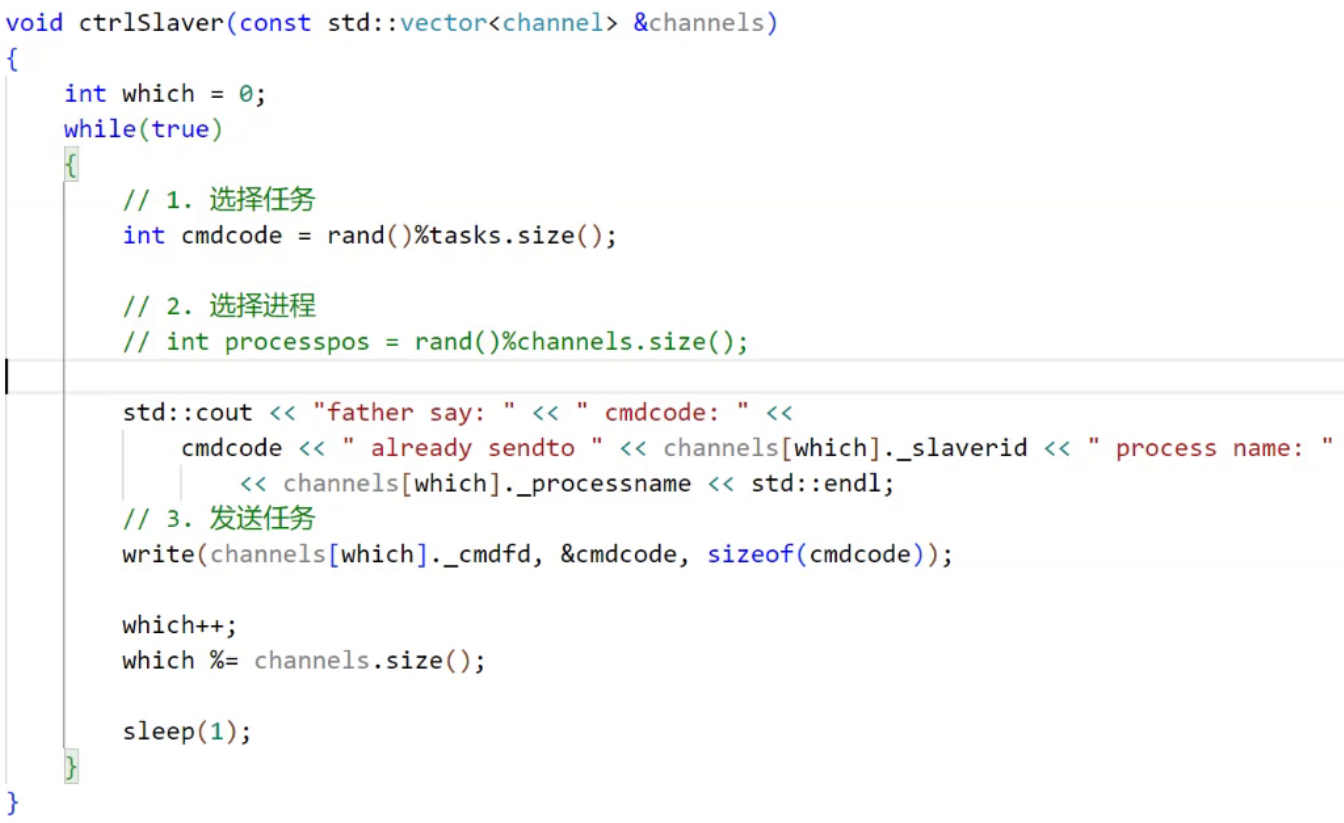 void ctrlSlaver(const std::vector<channel> &channels)
{
    int which = 0;
    while(true)
    {
        // 1. 选择任务
        int cmdcode = rand()%tasks.size();

        // 2. 选择进程
        // int processpos = rand()%channels.size();

        std::cout << "father say: " << " cmdcode: " <<
            cmdcode << " already sendto " << channels[which]._slaverid << " process name: "
                << channels[which]._processname << std::endl;
        // 3. 发送任务
        write(channels[which]._cmdfd, &cmdcode, sizeof(cmdcode));

        which++;
        which %= channels.size();

        sleep(1);
    }
}